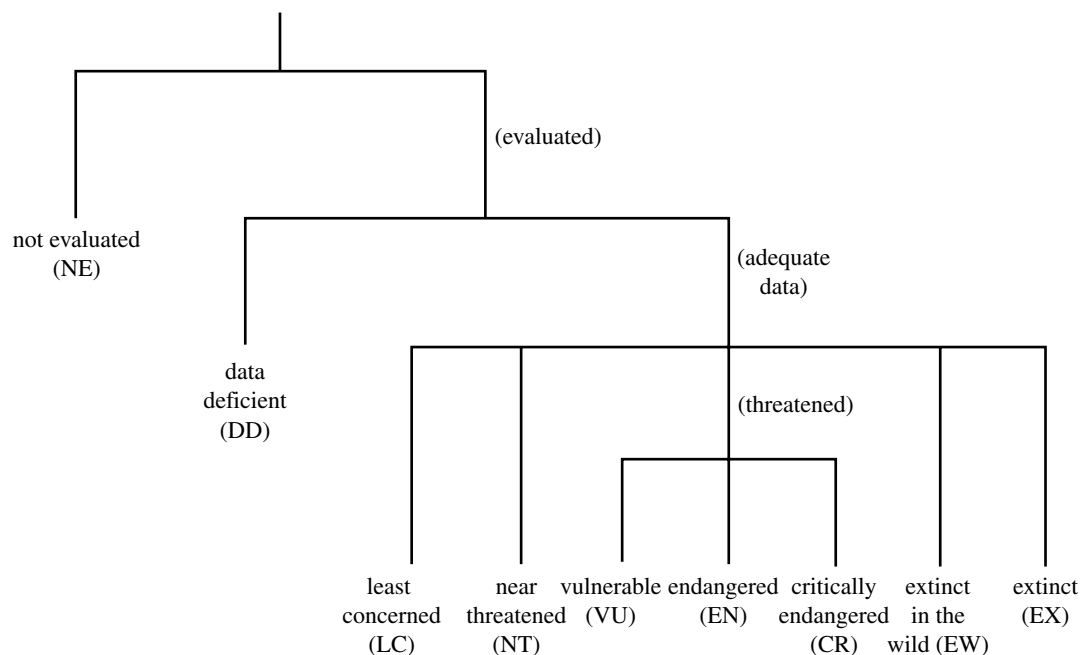 (evaluated)
not evaluated
(NE)
(adequate
data)
data
deficient
(DD)
(threatened)
least
concerned
(LC)
near
threatened
(NT)
vulnerable
(VU)
endangered
(EN)
critically
endangered
(CR)
extinct
in the
wild (EW)
extinct
(EX)